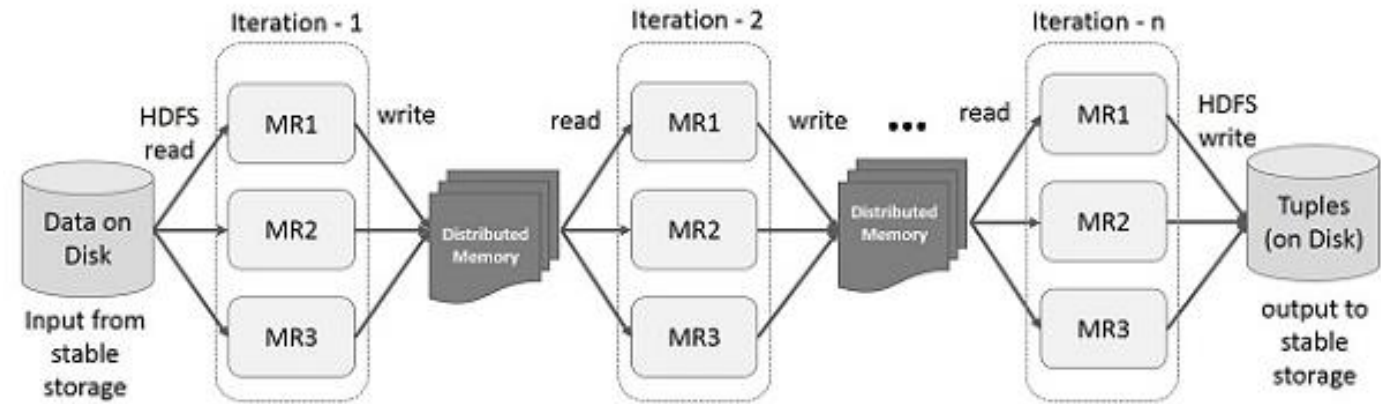 Iteration - 1
Iteration - 2
Iteration - n
HDFS
read
write
read
write
...
read
HDFS
write
MR1
MR2
MR3
MR1
MR2
MR3
MR1
MR2
MR3
Data on
Disk
Distributed
Memory
Distributed
Memory
Tuples
(on Disk)
Input from
stable
storage
output to
stable
storage